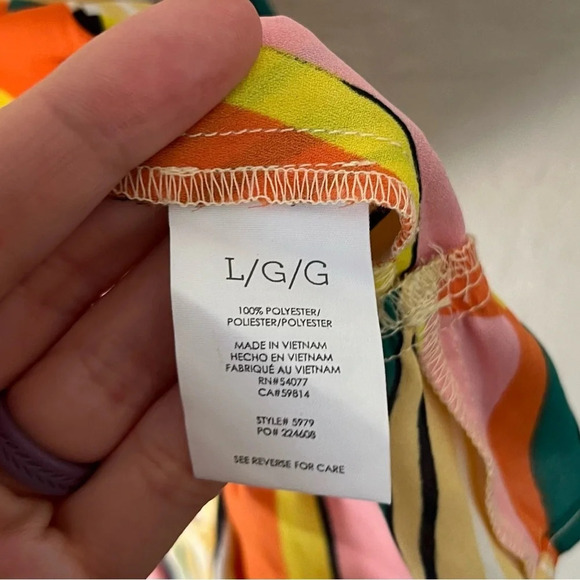 L/G/G
100% POLYESTER/
POLIESTER/POLYESTER
MADE IN VIETNAM
HECHO EN VIETNAM
FABRIQUÉ AU VIETNAM
RN#54077
CA#59814
STYLE# 5979
PO# 224608
SEE REVERSE FOR CARE